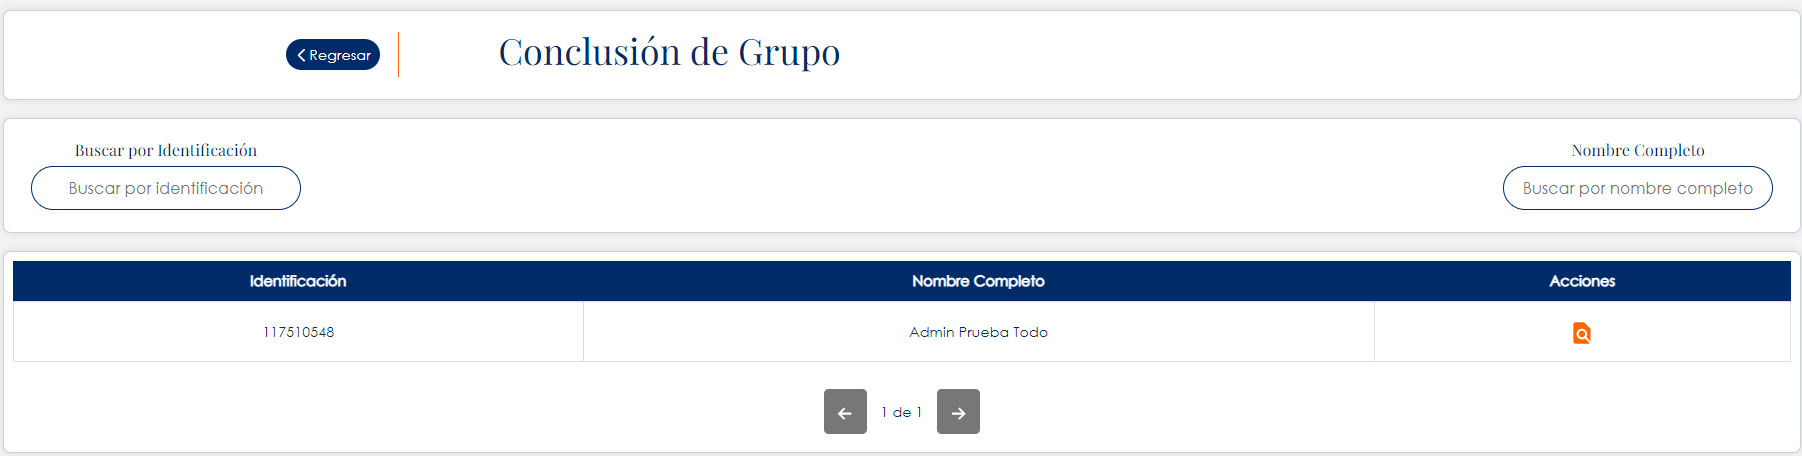 Regresar
Conclusión de Grupo
Buscar por Identificación
Buscar por identificación
Nombre Completo
Buscar por nombre completo
Identificación Nombre Completo Acciones
117510548 Admin Prueba Todo
1 de 1